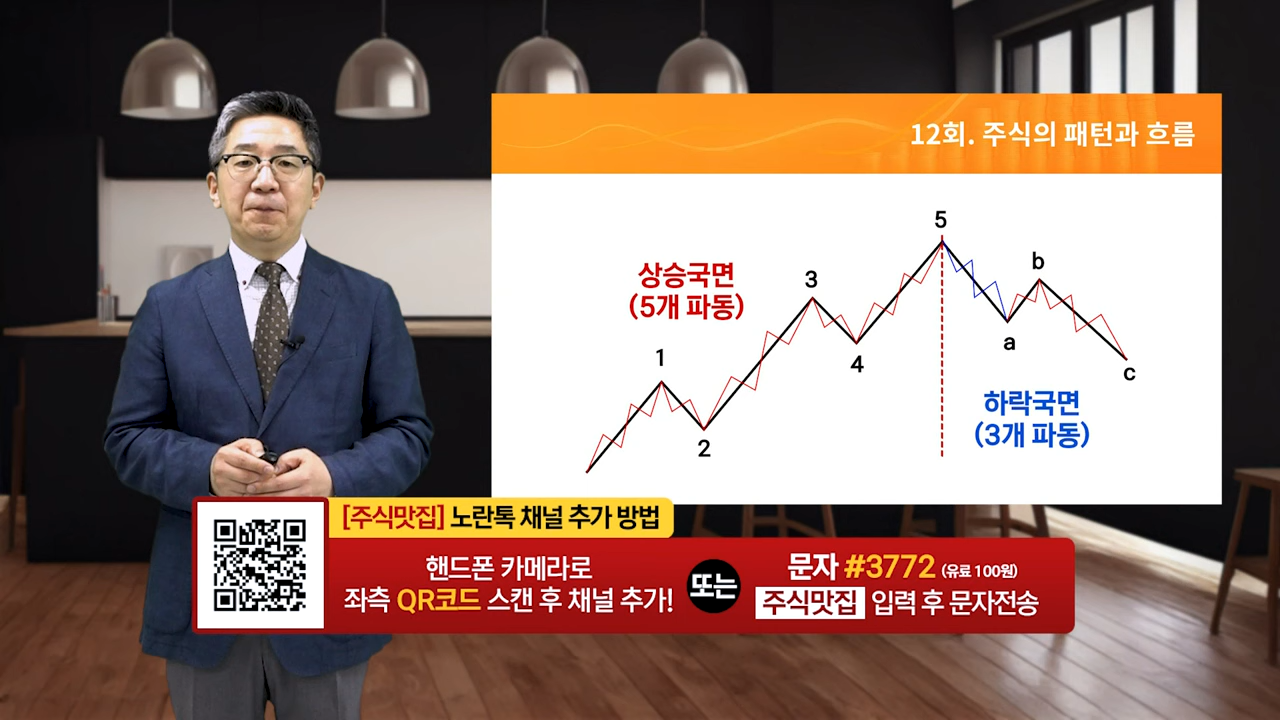 12회. 주식의 패턴과 흐름
상승국면
(5개 파동)
1
2
3
4
5
a
b
c
하락국면
(3개 파동)
[주식맛집] 노란톡 채널 추가 방법
핸드폰 카메라로
좌측 QR코드 스캔 후 채널 추가!
또는
문자 #3772 (유료 100원)
주식맛집 입력 후 문자전송